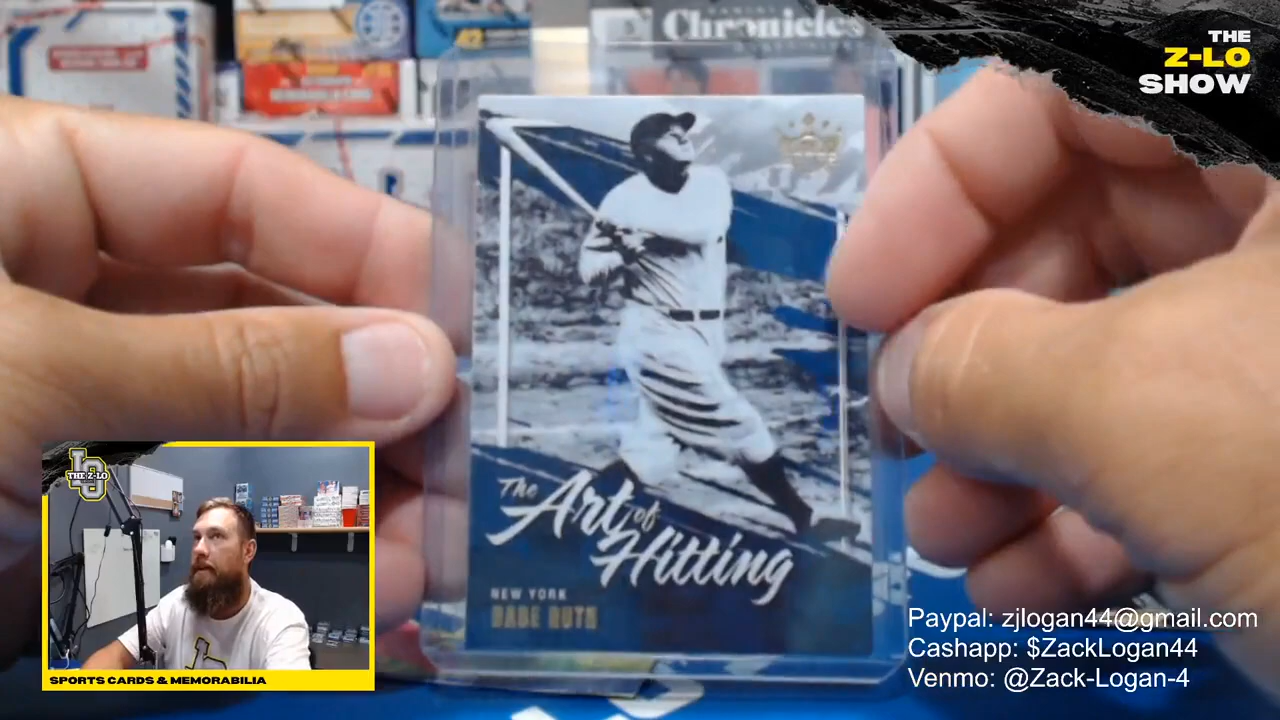 Chronicles
THE
Z-LO
SHOW
The Art of
Hitting
NEW YORK
BABE RUTH
THE Z-LO
SPORTS CARDS & MEMORABILIA
Paypal: zjlogan44@gmail.com
Cashapp: $ZackLogan44
Venmo: @Zack-Logan-4